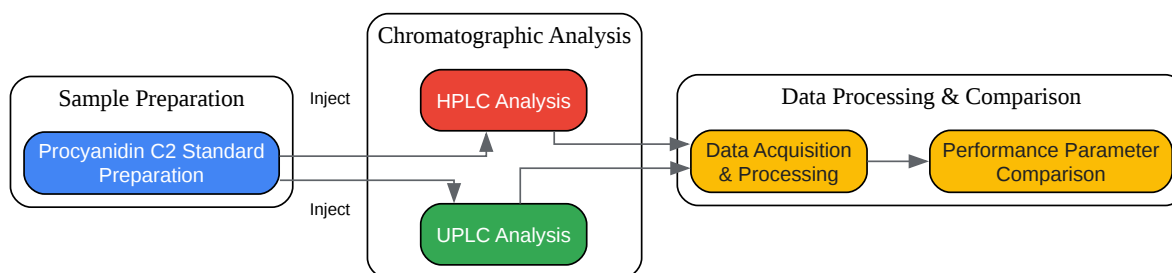 Sample Preparation
Procyanidin C2 Standard
Preparation
Inject
Inject
Chromatographic Analysis
HPLC Analysis
UPLC Analysis
Data Processing & Comparison
Data Acquisition
& Processing
Performance Parameter
Comparison